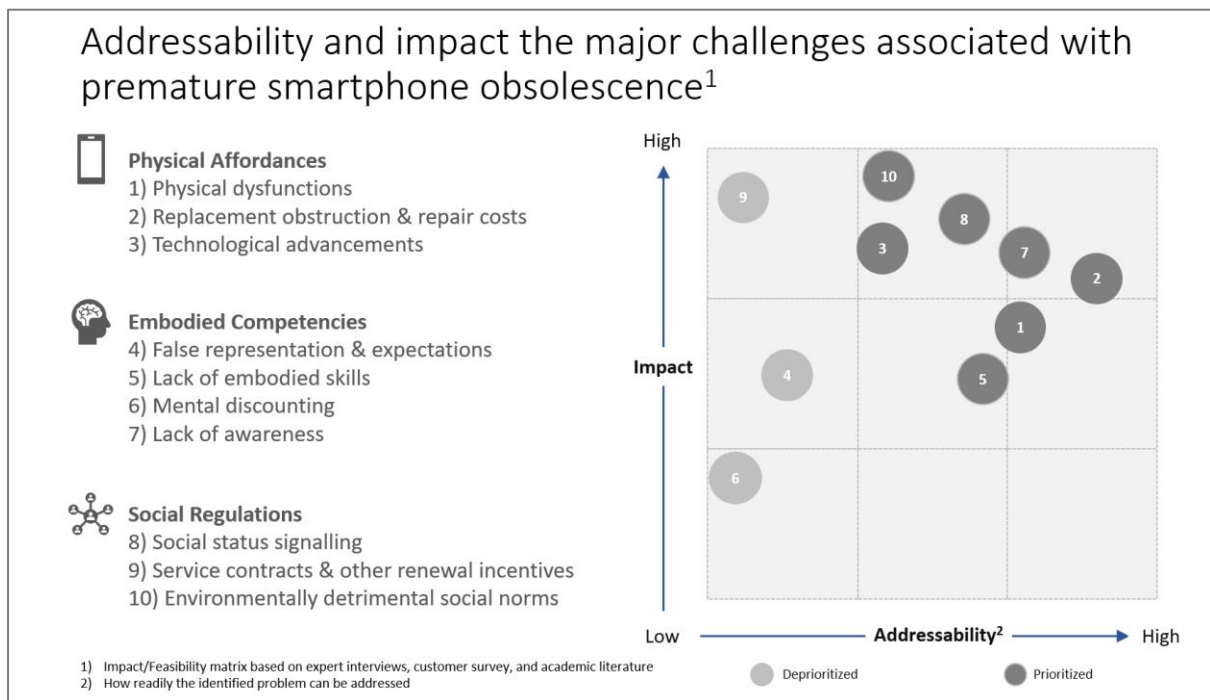 Addressability and impact the major challenges associated with
premature smartphone obsolescence1
Physical Affordances
1) Physical dysfunctions
2) Replacement obstruction & repair costs
3) Technological advancements
Embodied Competencies
4) False representation & expectations
5) Lack of embodied skills
6) Mental discounting
7) Lack of awareness
Social Regulations
8) Social status signalling
9) Service contracts & other renewal incentives
10) Environmentally detrimental social norms
High
10
9
8
3
7
2
1
Impact
4
5
6
Low
Addressability2
High
Deprioritized
Prioritized
1) Impact/Feasibility matrix based on expert interviews, customer survey, and academic literature
2) How readily the identified problem can be addressed